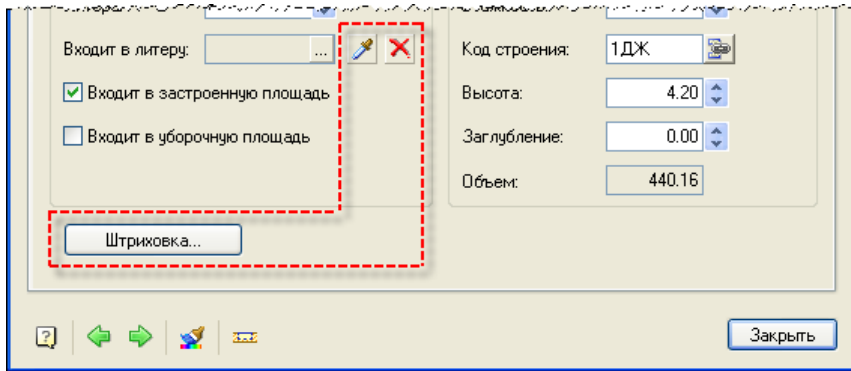 Входит в литеру: ...
Входит в застроенную площадь
Входит в уборочную площадь
Штриховка...
Код строения: 1ДЖ
Высота: 4.20
Заглубление: 0.00
Объем: 440.16
Закрыть